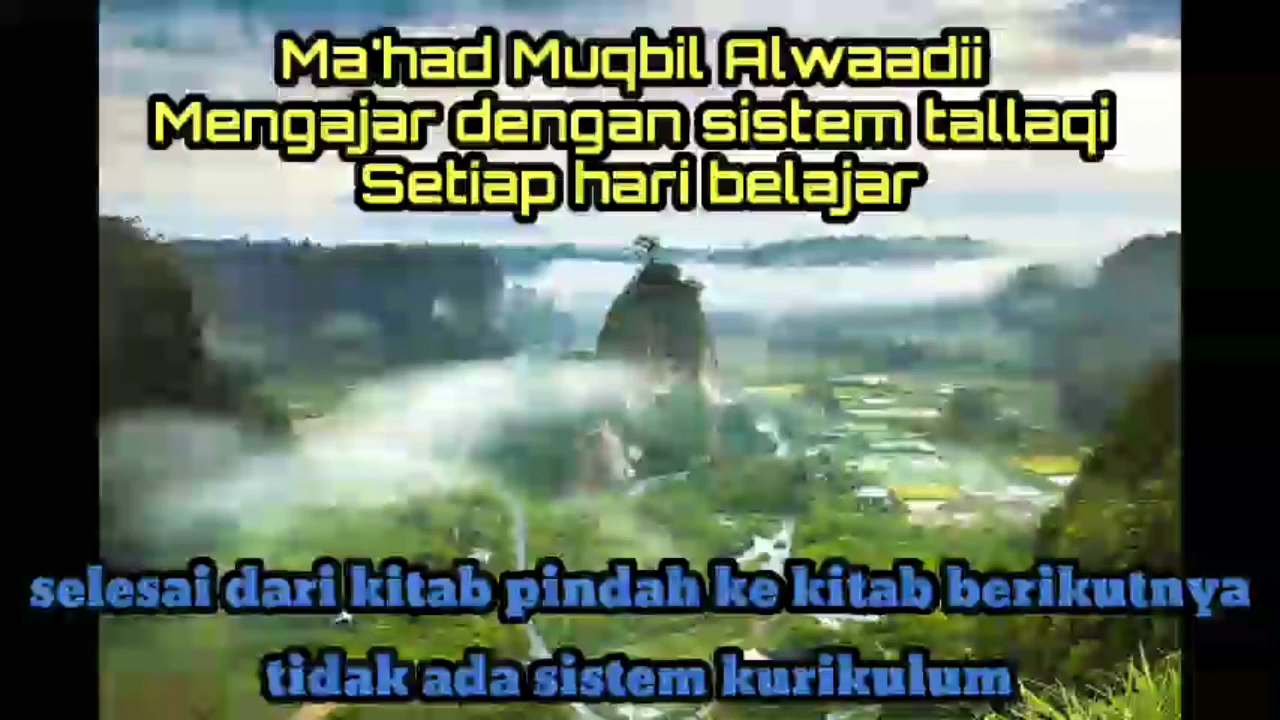 Ma'had Muqbil Alwaadii
Mengajar dengan sistem tallaqi
Setiap hari belajar
selesai dari kitab pindah ke kitab berikutnya
tidak ada sistem kurikulum